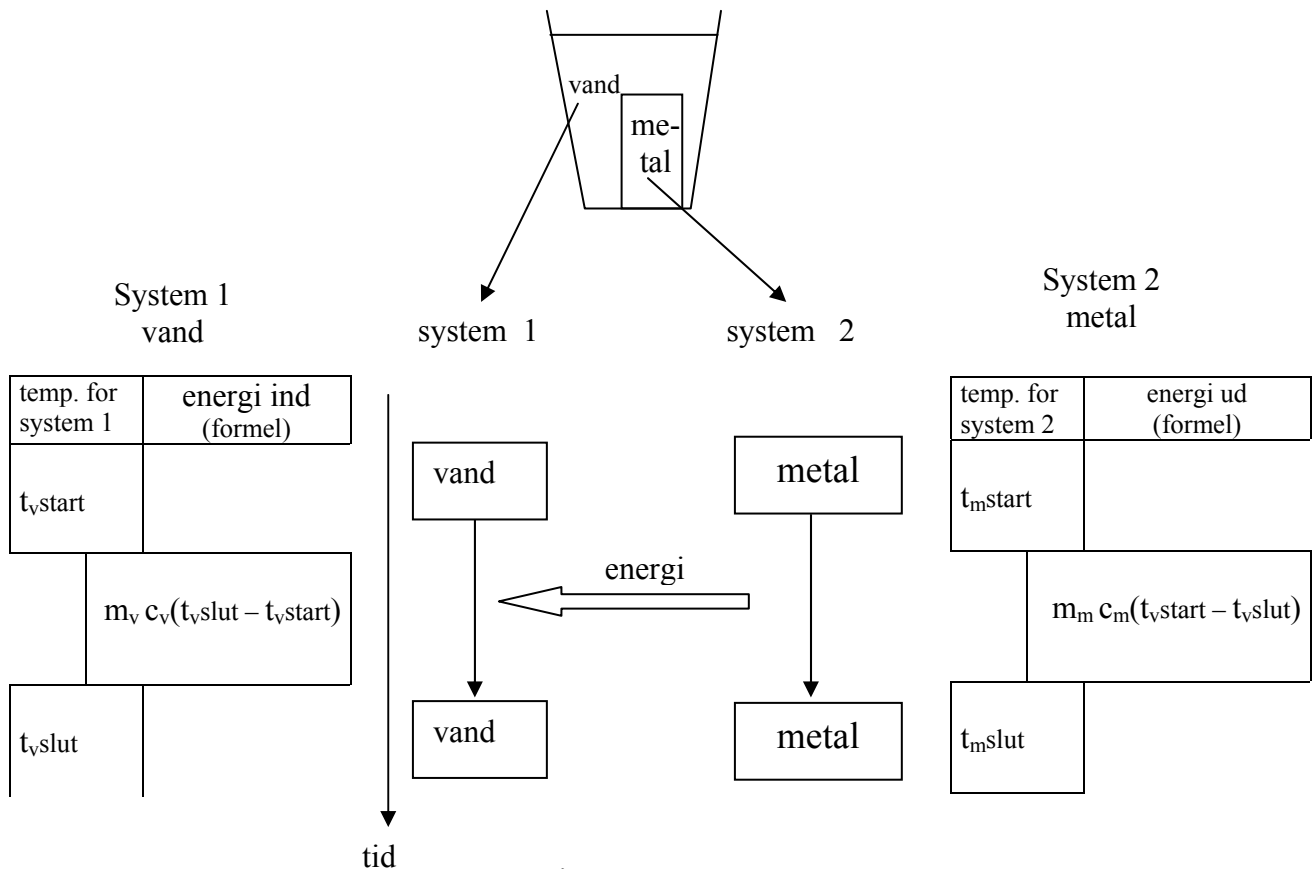 vand
me-
tal
System 1
vand
system 1
system 2
System 2
metal
temp. for
system 1
energi ind
(formel)
temp. for
system 2
energi ud
(formel)
tvstart
vand
metal
tmstart
energi
mv cv(tvslut – tvstart)
mm cm(tvstart – tvslut)
tvslut
vand
metal
tmslut
tid